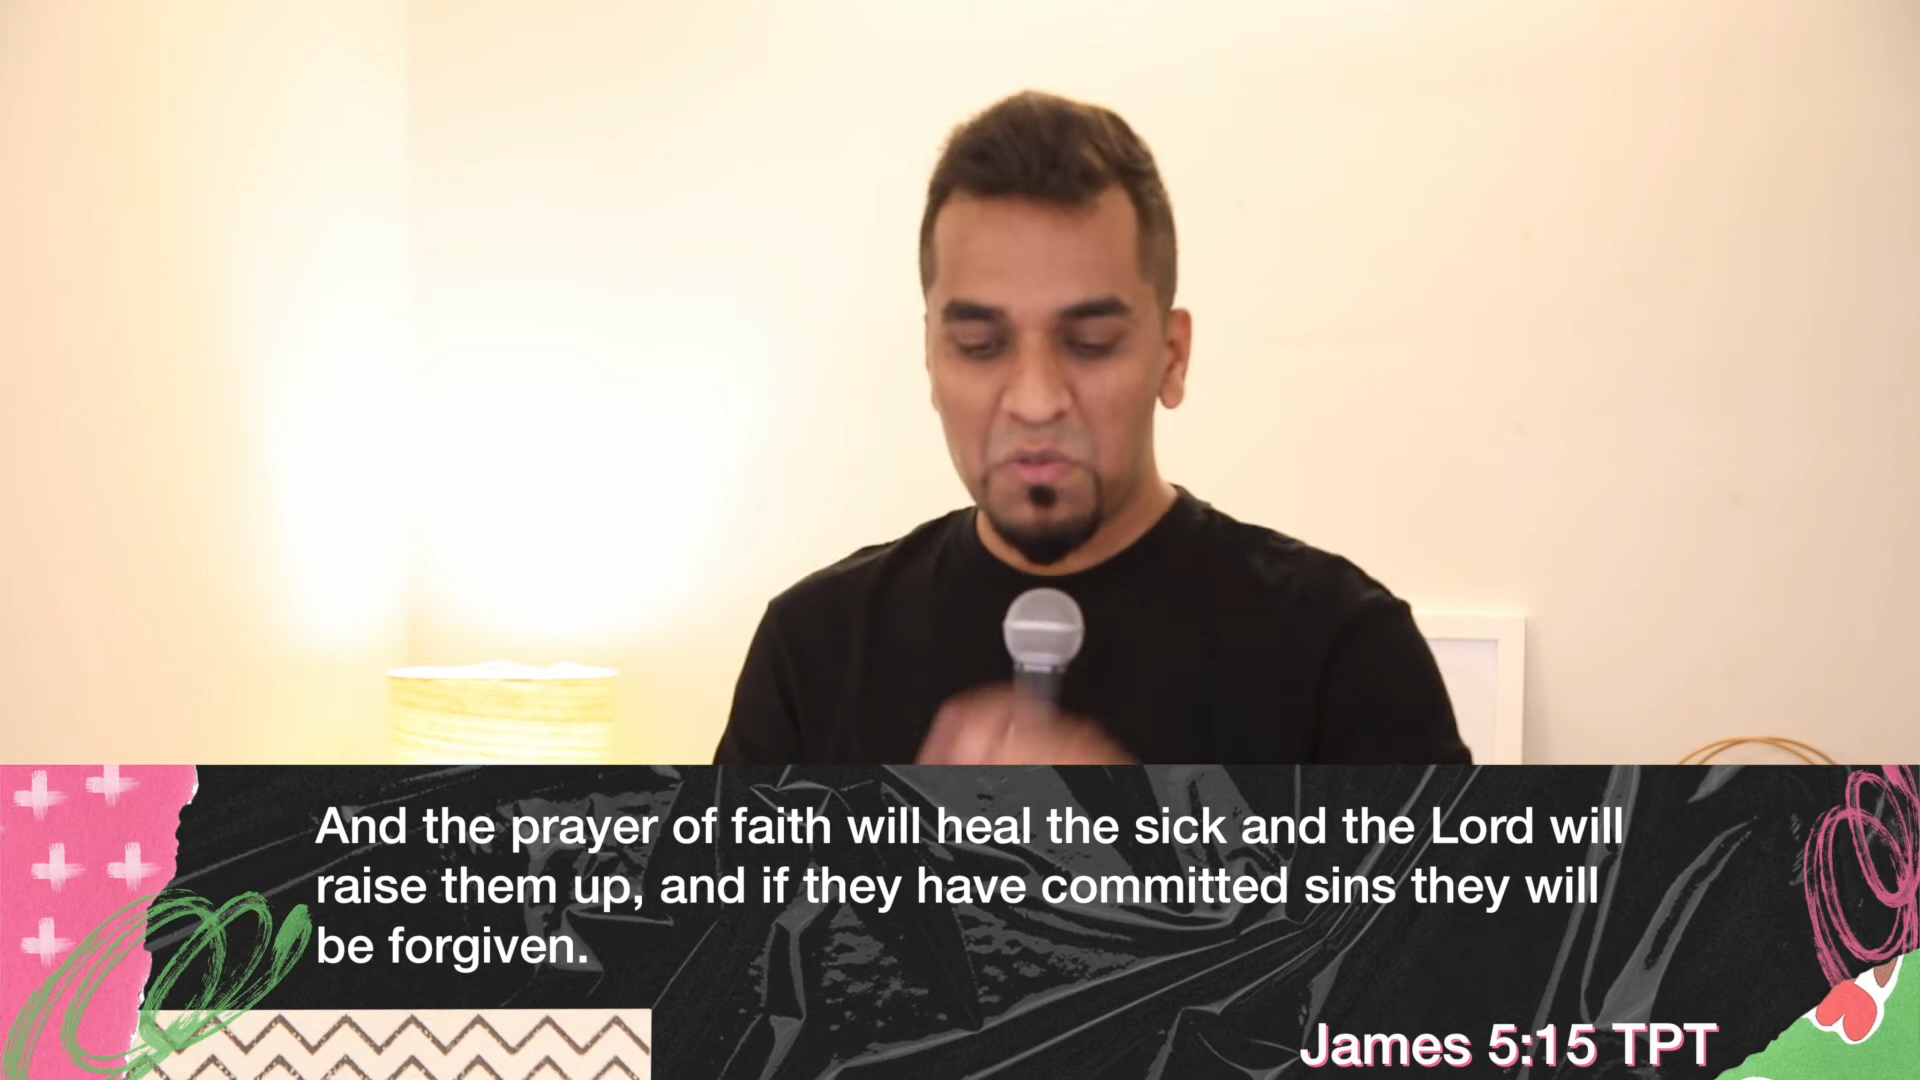 And the prayer of faith will heal the sick and the Lord will
raise them up, and if they have committed sins they will
be forgiven.
James 5:15 TPT